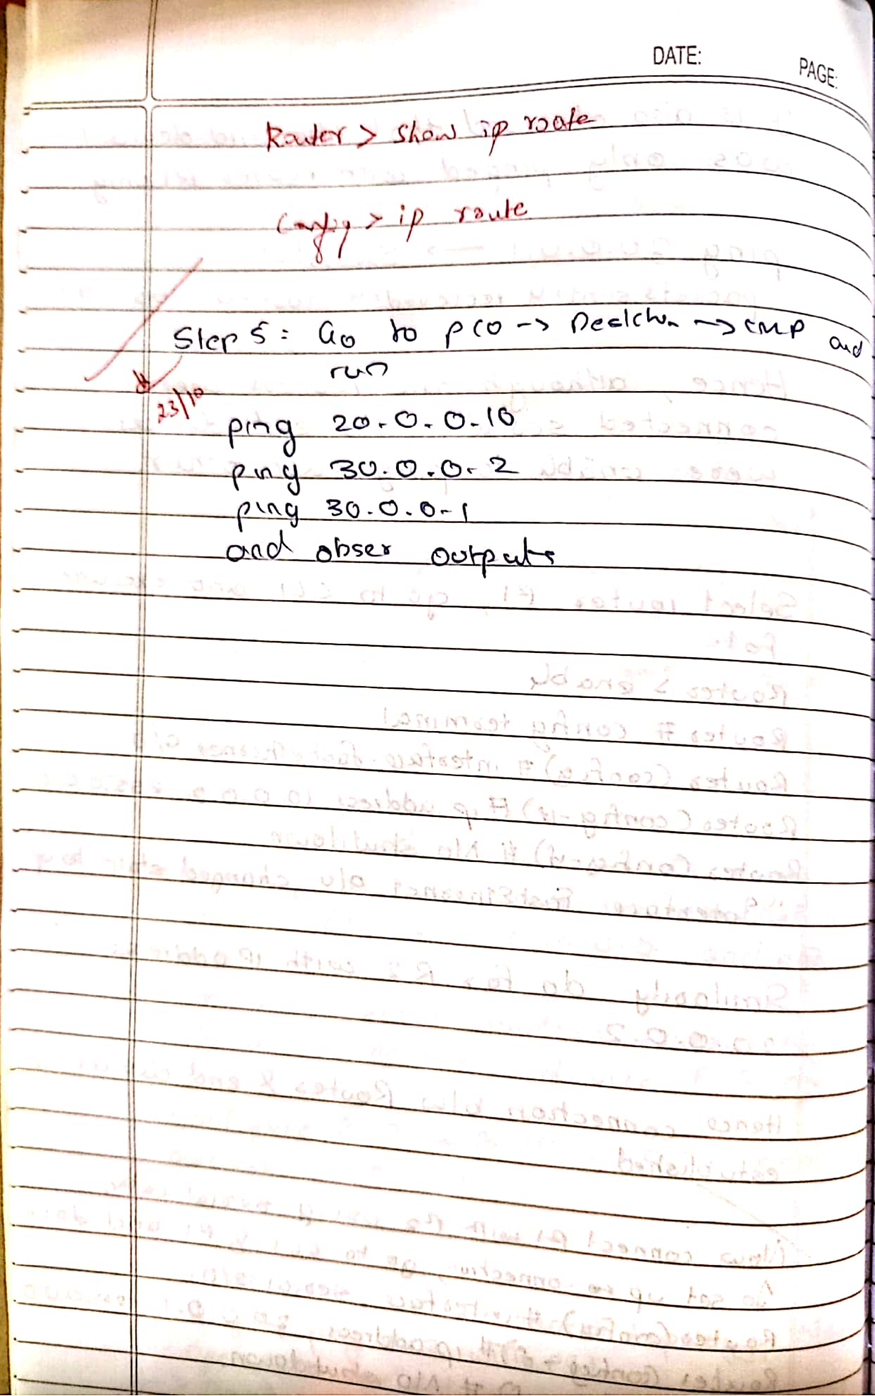 DATE:
PAGE:
Router > show ip route
Config > ip route
Step 5: Go to PC0 -> Desktop -> CMP and
run
23/10
ping 20.0.0.10
ping 30.0.0.2
ping 30.0.0.1
and obser outputs